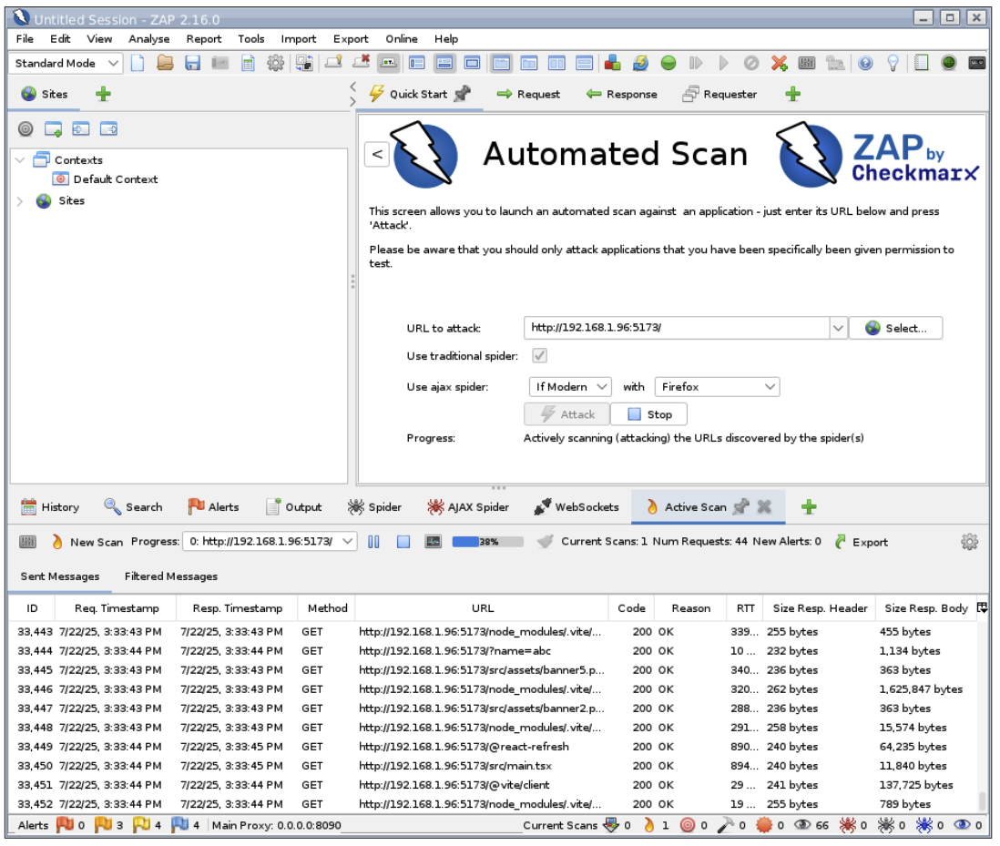 Untitled Session - ZAP 2.16.0
File Edit View Analyse Report Tools Import Export Online Help
Standard Mode
Sites
Quick Start Request Response Requester
Contexts
Default Context
Sites
<
Automated Scan
ZAP by Checkmarx
This screen allows you to launch an automated scan against an application - just enter its URL below and press
'Attack'.
Please be aware that you should only attack applications that you have been specifically been given permission to
test.
URL to attack: http://192.168.1.96:5173/ Select...
Use traditional spider:
Use ajax spider: If Modern with Firefox
Attack Stop
Progress: Actively scanning (attacking) the URLs discovered by the spider(s)
History Search Alerts Output Spider AJAX Spider WebSockets Active Scan
New Scan Progress: 0: http://192.168.1.96:5173/ 38% Current Scans: 1 Num Requests: 44 New Alerts: 0 Export
Sent Messages Filtered Messages
ID Req. Timestamp Resp. Timestamp Method URL Code Reason RTT Size Resp. Header Size Resp. Body
33,443 7/22/25, 3:33:43 PM 7/22/25, 3:33:43 PM GET http://192.168.1.96:5173/node_modules/.vite/... 200 OK 339... 255 bytes 455 bytes
33,444 7/22/25, 3:33:44 PM 7/22/25, 3:33:44 PM GET http://192.168.1.96:5173/?name=abc 200 OK 10 ... 232 bytes 1,134 bytes
33,445 7/22/25, 3:33:43 PM 7/22/25, 3:33:43 PM GET http://192.168.1.96:5173/src/assets/banner5.p... 200 OK 340... 236 bytes 363 bytes
33,446 7/22/25, 3:33:43 PM 7/22/25, 3:33:43 PM GET http://192.168.1.96:5173/node_modules/.vite/... 200 OK 320... 262 bytes 1,625,847 bytes
33,447 7/22/25, 3:33:43 PM 7/22/25, 3:33:43 PM GET http://192.168.1.96:5173/src/assets/banner2.p... 200 OK 288... 236 bytes 363 bytes
33,448 7/22/25, 3:33:43 PM 7/22/25, 3:33:43 PM GET http://192.168.1.96:5173/node_modules/.vite/... 200 OK 291... 258 bytes 15,574 bytes
33,449 7/22/25, 3:33:44 PM 7/22/25, 3:33:45 PM GET http://192.168.1.96:5173/@react-refresh 200 OK 890... 240 bytes 64,235 bytes
33,450 7/22/25, 3:33:44 PM 7/22/25, 3:33:45 PM GET http://192.168.1.96:5173/src/main.tsx 200 OK 894... 240 bytes 11,840 bytes
33,451 7/22/25, 3:33:44 PM 7/22/25, 3:33:44 PM GET http://192.168.1.96:5173/@vite/client 200 OK 29 ... 241 bytes 137,725 bytes
33,452 7/22/25, 3:33:44 PM 7/22/25, 3:33:44 PM GET http://192.168.1.96:5173/node_modules/.vite/... 200 OK 19 ... 255 bytes 789 bytes
Alerts 0 3 4 4 Main Proxy: 0.0.0.0:8090 Current Scans 0 1 0 0 0 66 0 0 0 0